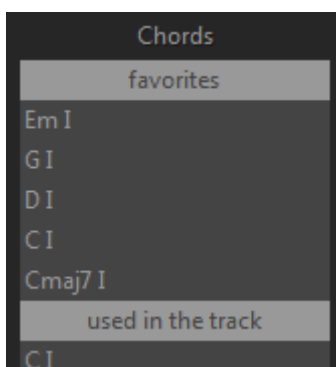 Chords
favorites
Em I
G I
D I
C I
Cmaj7 I
used in the track
C I